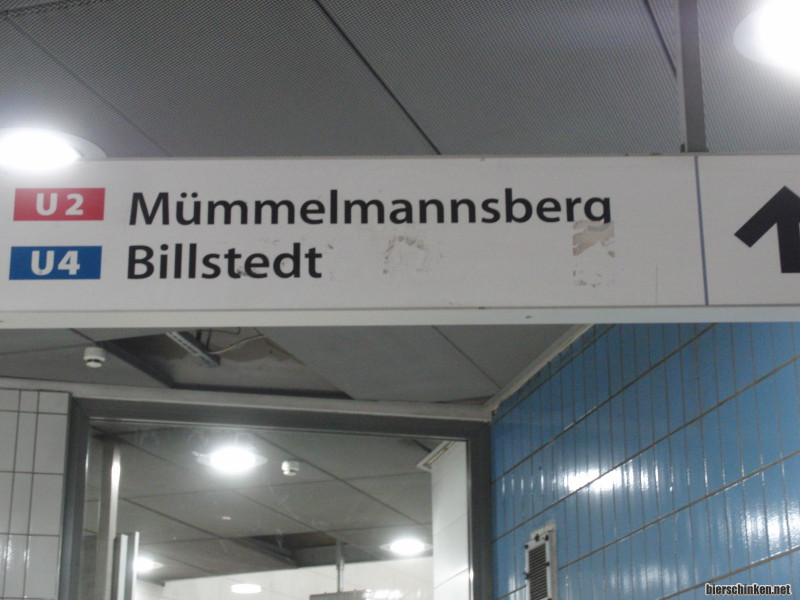 U2 Mümmelmannsberg
U4 Billstedt
bierschinken.net